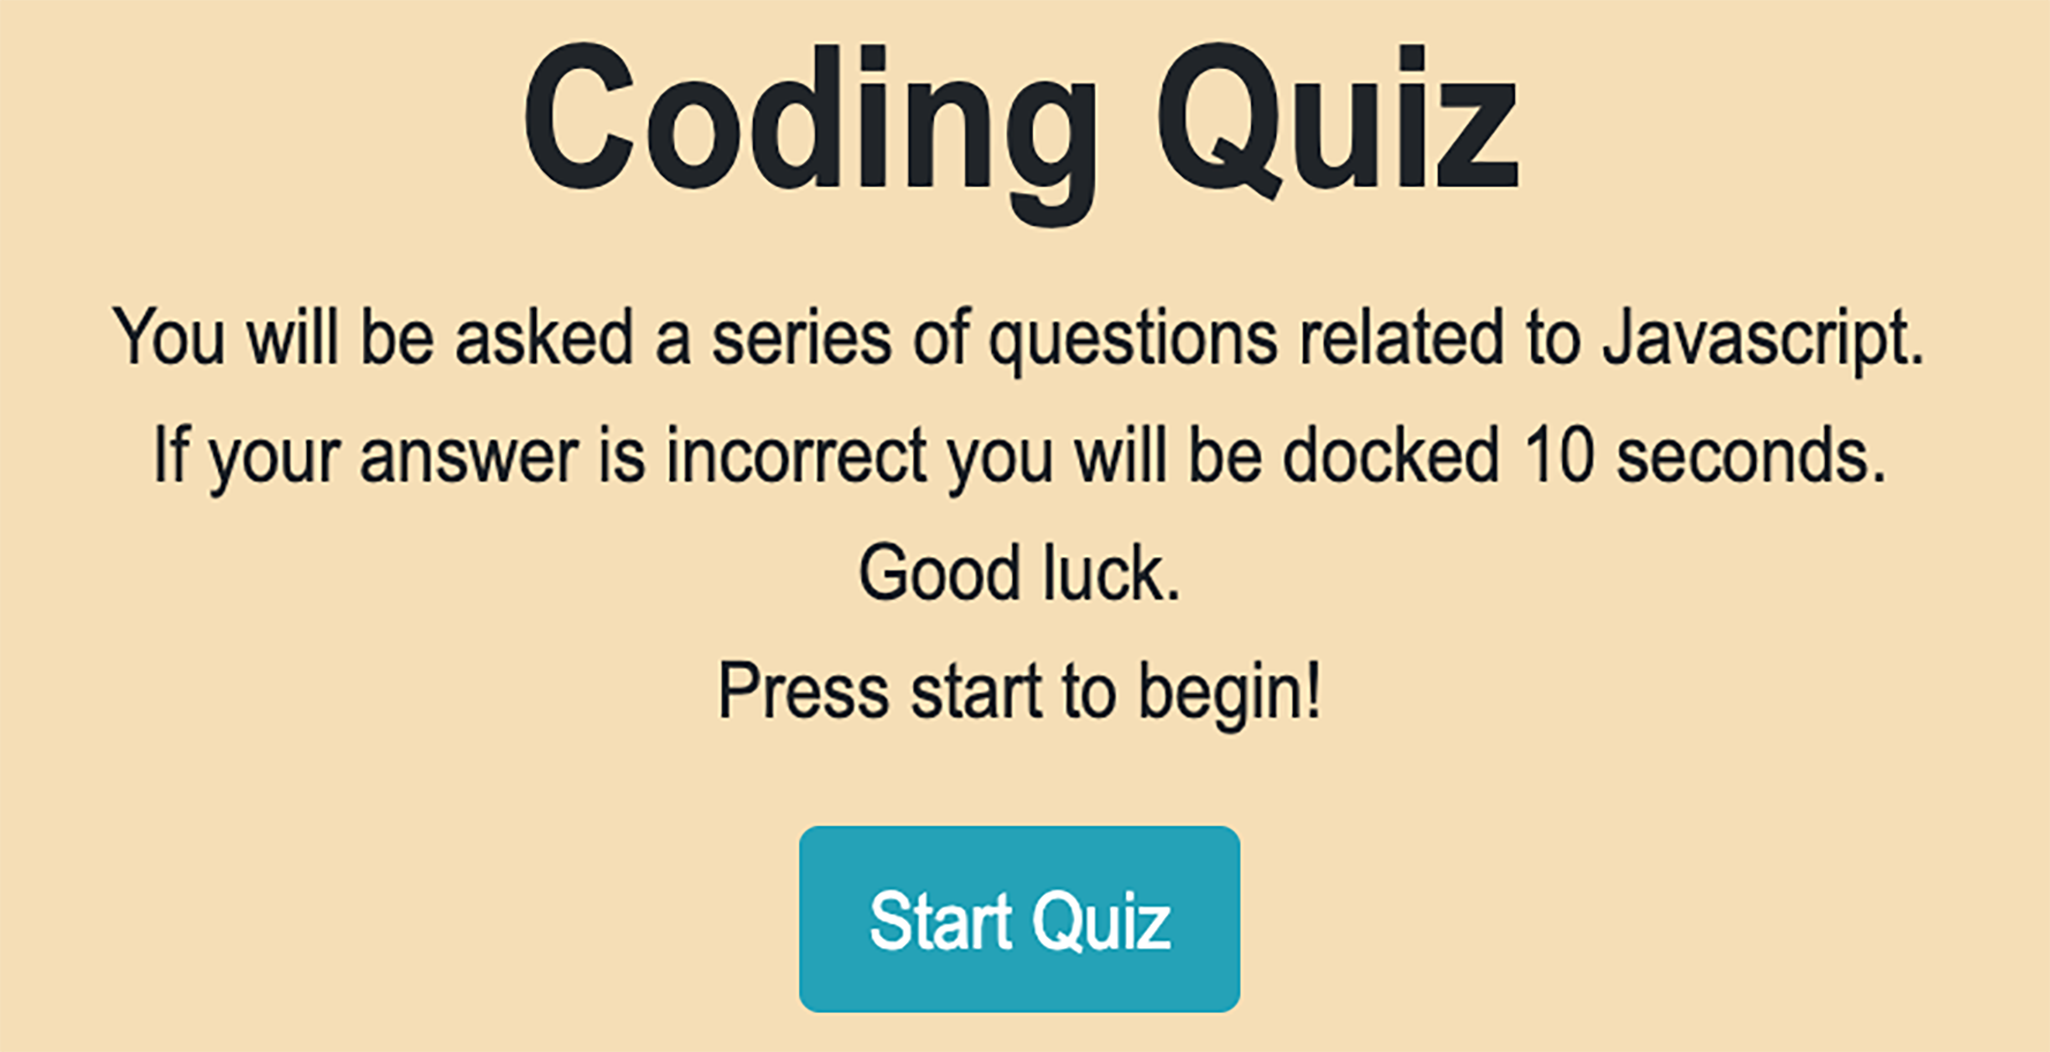 Coding Quiz
You will be asked a series of questions related to Javascript.
If your answer is incorrect you will be docked 10 seconds.
Good luck.
Press start to begin!
Start Quiz